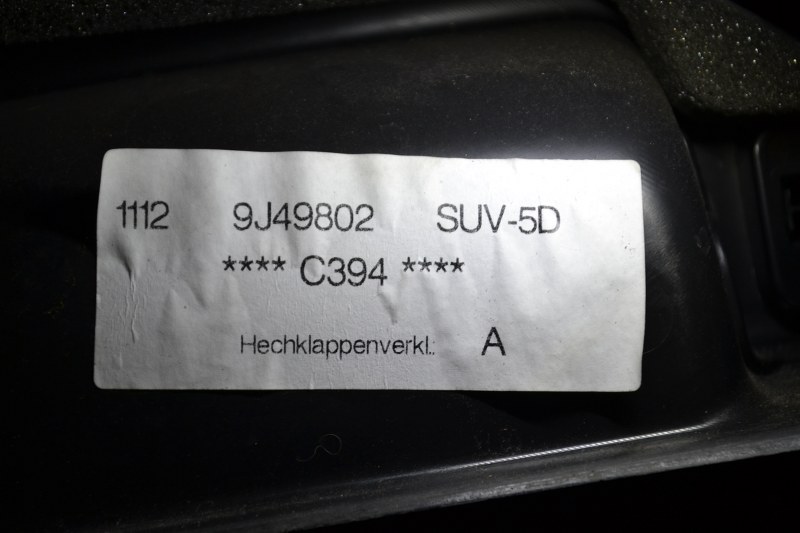 1112 9J49802 SUV-5D
**** C394 ****
Hechklappenverkl.: A